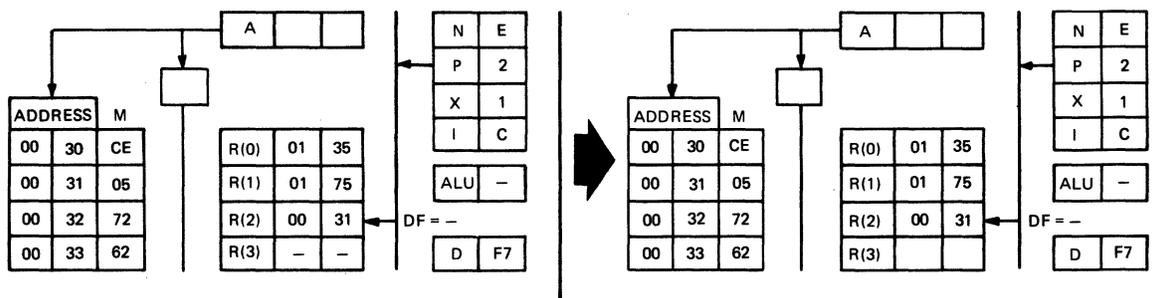 A
N E
P 2
X 1
I C
ADDRESS M
00 30 CE
00 31 05
00 32 72
00 33 62
R(0) 01 35
R(1) 01 75
R(2) 00 31
R(3) – –
ALU –
DF = –
D F7
A
N E
P 2
X 1
I C
ADDRESS M
00 30 CE
00 31 05
00 32 72
00 33 62
R(0) 01 35
R(1) 01 75
R(2) 00 31
R(3)
ALU –
DF = –
D F7